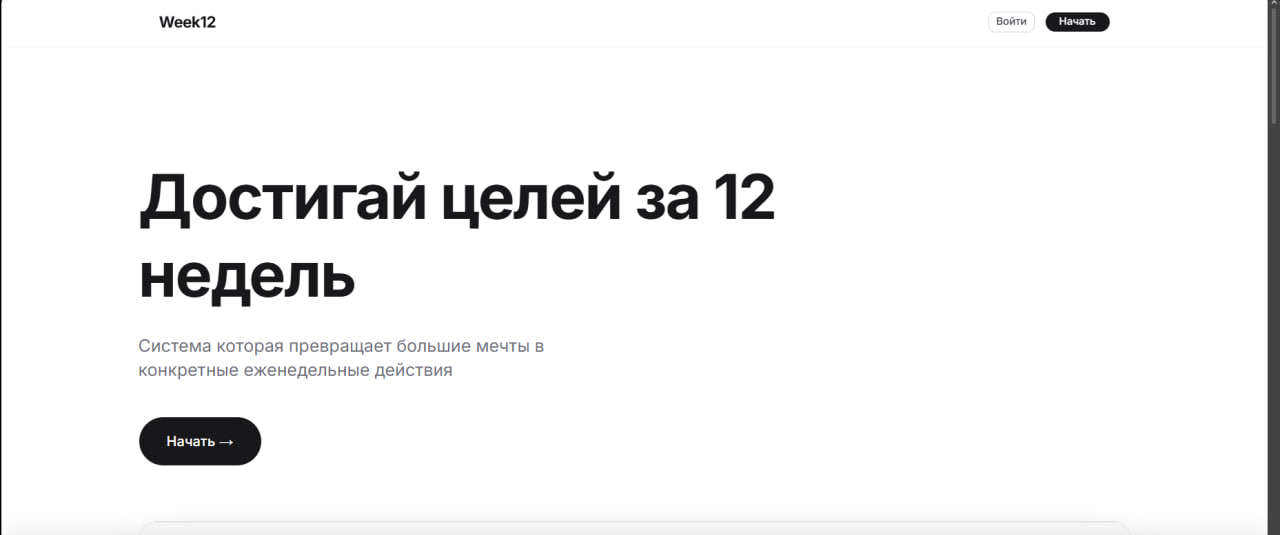 Week12
Войти
Начать
Достигай целей за 12
недель
Система которая превращает большие мечты в
конкретные еженедельные действия
Начать →